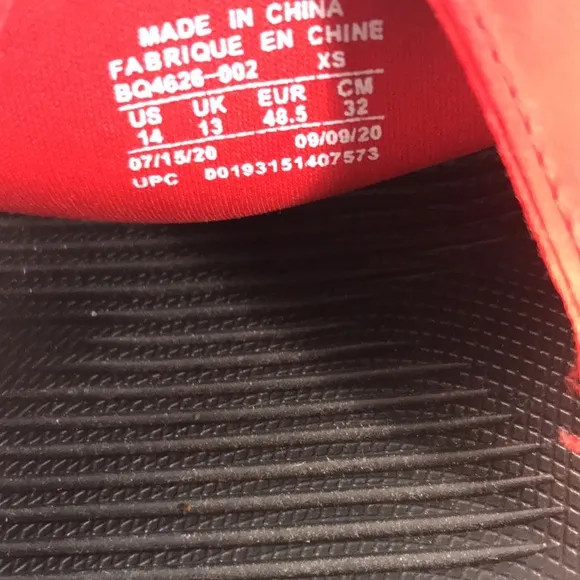 MADE IN CHINA
FABRIQUE EN CHINE
BQ4626-002 XS
US UK EUR CM
14 13 48.5 32
07/15/20 09/09/20
UPC 00193151407573